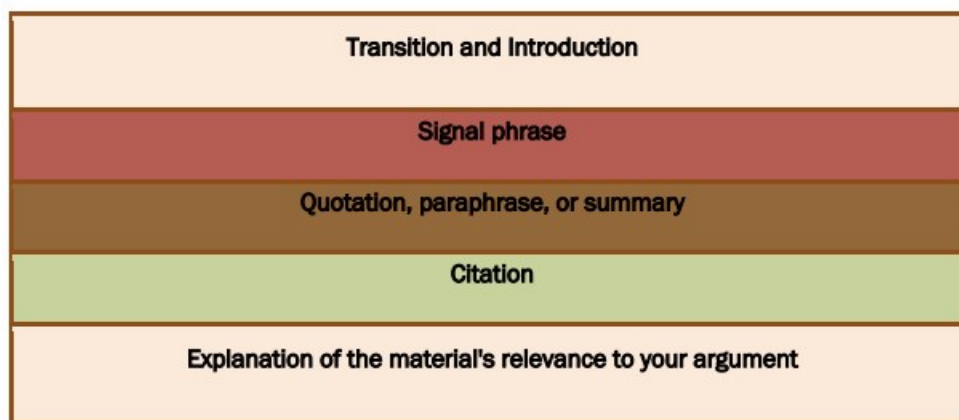 Transition and Introduction
Signal phrase
Quotation, paraphrase, or summary
Citation
Explanation of the material's relevance to your argument